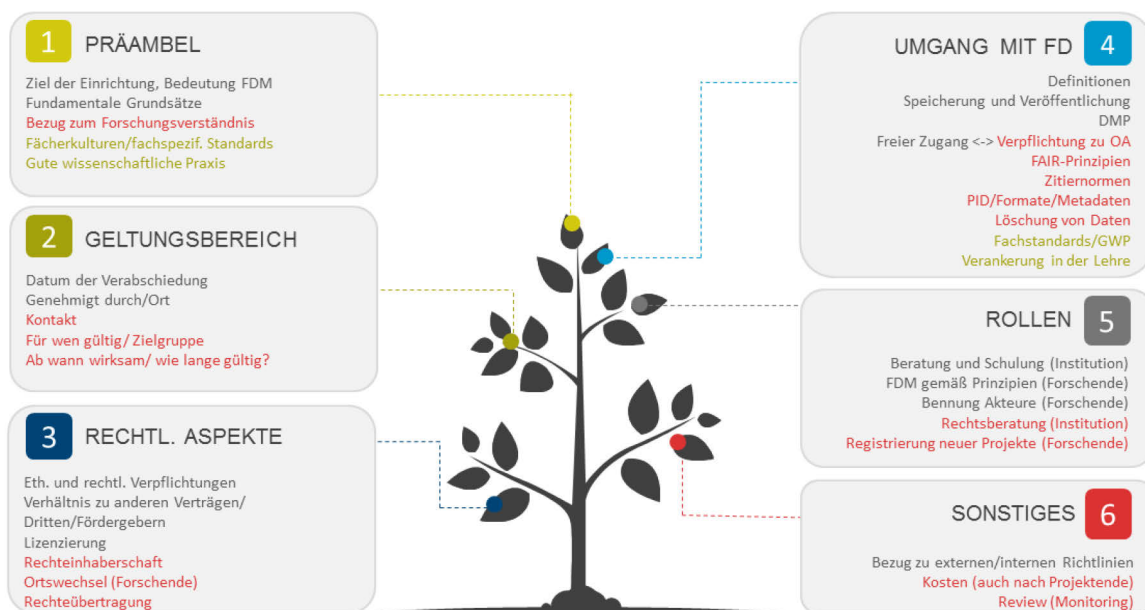 1
PRÄAMBEL
Ziel der Einrichtung, Bedeutung FDM
Fundamentale Grundsätze
Bezug zum Forschungsverständnis
Fächerkulturen/fachspezif. Standards
Gute wissenschaftliche Praxis
2
GELTUNGSBEREICH
Datum der Verabschiedung
Genehmigt durch/Ort
Kontakt
Für wen gültig/ Zielgruppe
Ab wann wirksam/ wie lange gültig?
3
RECHTL. ASPEKTE
Eth. und rechtl. Verpflichtungen
Verhältnis zu anderen Verträgen/
Dritten/Fördergebern
Lizenzierung
Rechteinhaberschaft
Ortswechsel (Forschende)
Rechteübertragung
UMGANG MIT FD
4
Definitionen
Speicherung und Veröffentlichung
DMP
Freier Zugang <-> Verpflichtung zu OA
FAIR-Prinzipien
Zitiernormen
PID/Formate/Metadaten
Löschung von Daten
Fachstandards/GWP
Verankerung in der Lehre
ROLLEN
5
Beratung und Schulung (Institution)
FDM gemäß Prinzipien (Forschende)
Bennung Akteure (Forschende)
Rechtsberatung (Institution)
Registrierung neuer Projekte (Forschende)
SONSTIGES
6
Bezug zu externen/internen Richtlinien
Kosten (auch nach Projektende)
Review (Monitoring)